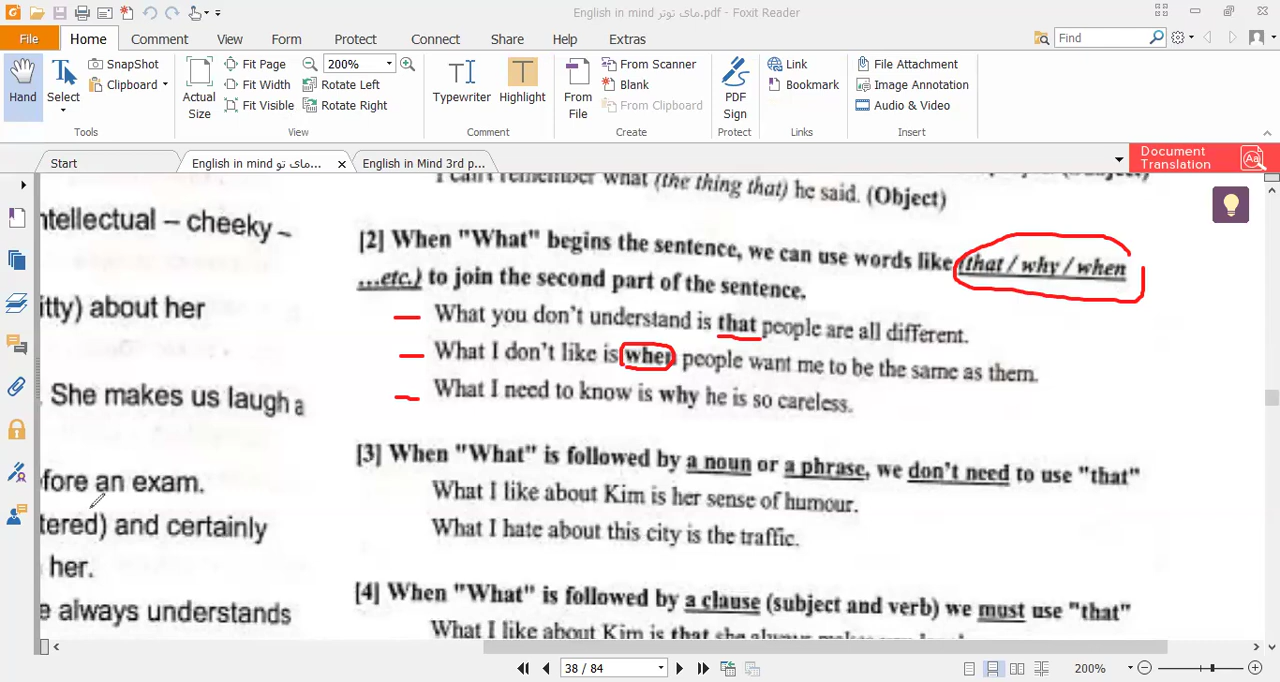 English in mind ماى توتر.pdf - Foxit Reader
File Home Comment View Form Protect Connect Share Help Extras
Find
Hand
Select
SnapShot
Clipboard
Actual Size
Fit Page
Fit Width
Fit Visible
200%
Rotate Left
Rotate Right
Typewriter
Highlight
From File
From Scanner
Blank
From Clipboard
PDF Sign
Link
Bookmark
File Attachment
Image Annotation
Audio & Video
Tools View Comment Create Protect Links Insert
Start
English in mind ماى تو...
English in Mind 3rd p...
Document Translation
I can't remember what (the thing that) he said. (Object)
ntellectual – cheeky –
itty) about her
She makes us laugh a
fore an exam.
tered) and certainly
her.
e always understands
[2] When "What" begins the sentence, we can use words like (that / why / when
...etc.) to join the second part of the sentence.
What you don't understand is that people are all different.
What I don't like is when people want me to be the same as them.
What I need to know is why he is so careless.
[3] When "What" is followed by a noun or a phrase, we don't need to use "that"
What I like about Kim is her sense of humour.
What I hate about this city is the traffic.
[4] When "What" is followed by a clause (subject and verb) we must use "that"
What I like about Kim is that she always makes
38 / 84
200%